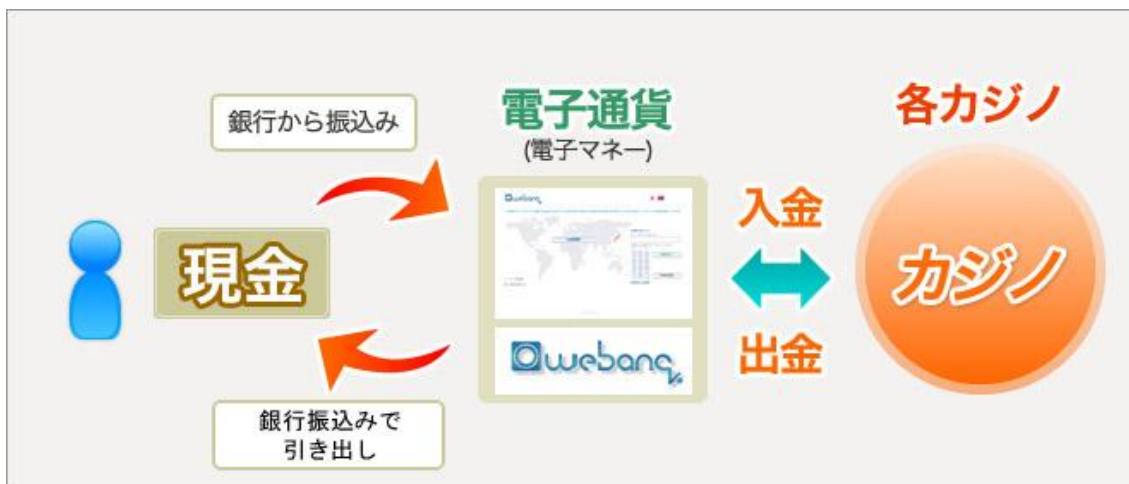 銀行から振込み
電子通貨
(電子マネー)
各カジノ
webanq
現金
入金
カジノ
出金
webanq
銀行振込みで
引き出し